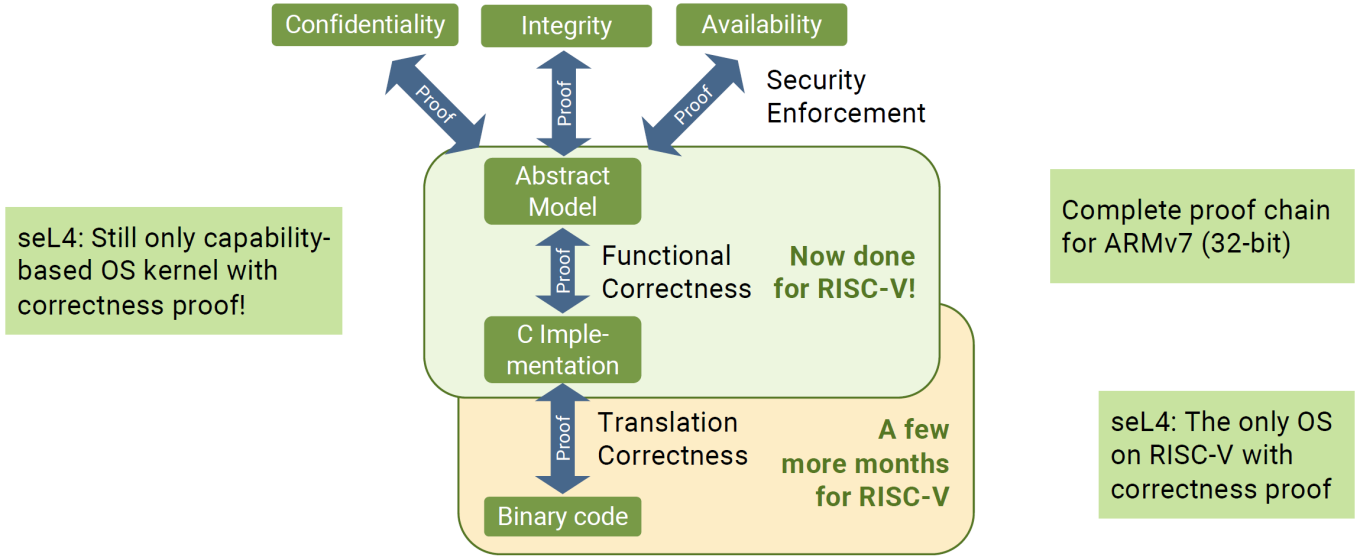 Confidentiality
Integrity
Availability
Proof
Proof
Proof
Security
Enforcement
Abstract
Model
seL4: Still only capability-
based OS kernel with
correctness proof!
Proof
Functional
Correctness
Now done
for RISC-V!
Complete proof chain
for ARMv7 (32-bit)
C Imple-
mentation
Proof
Translation
Correctness
A few
more months
for RISC-V
Binary code
seL4: The only OS
on RISC-V with
correctness proof